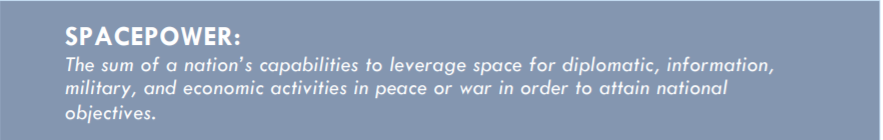 SPACEPOWER:
The sum of a nation's capabilities to leverage space for diplomatic, information,
military, and economic activities in peace or war in order to attain national
objectives.